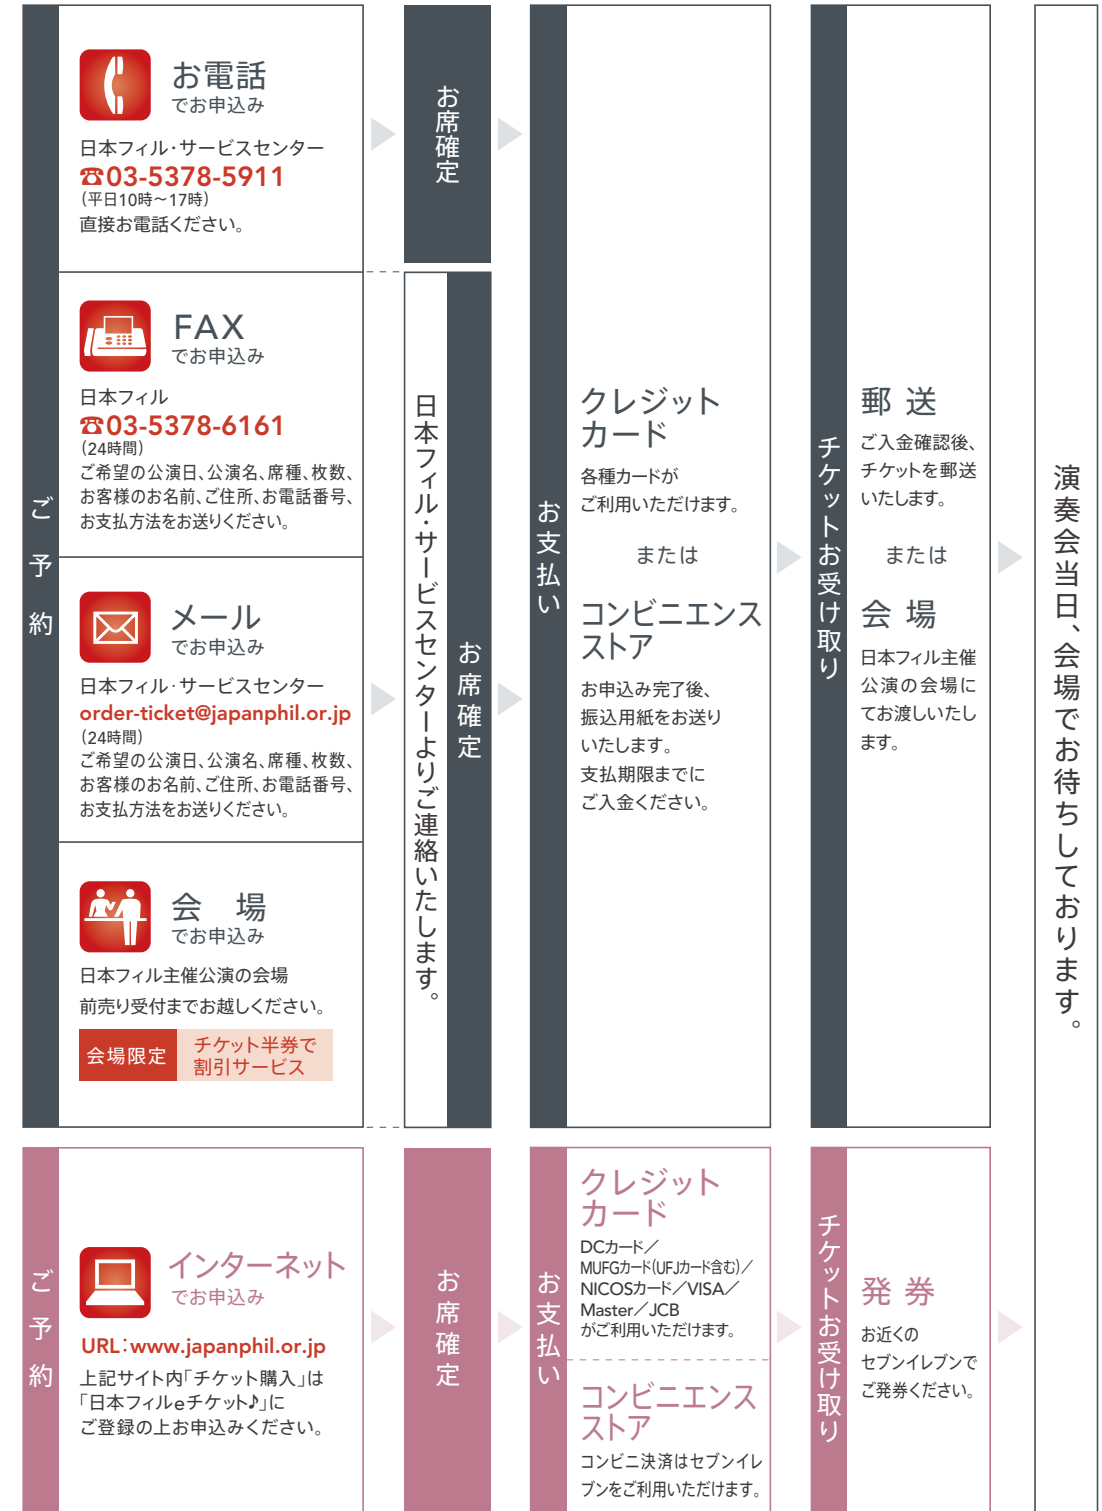 ご予約
お電話
でお申込み
日本フィル・サービスセンター
☎03-5378-5911
（平日10時～17時）
直接お電話ください。
お席確定
FAX
でお申込み
日本フィル
☎03-5378-6161
（24時間）
ご希望の公演日、公演名、席種、枚数、
お客様のお名前、ご住所、お電話番号、
お支払方法をお送りください。
メール
でお申込み
日本フィル・サービスセンター
order-ticket@japanphil.or.jp
（24時間）
ご希望の公演日、公演名、席種、枚数、
お客様のお名前、ご住所、お電話番号、
お支払方法をお送りください。
会　場
でお申込み
日本フィル主催公演の会場
前売り受付までお越しください。
会場限定
チケット半券で
割引サービス
日本フィル・サービスセンターよりご連絡いたします。
お席確定
お支払い
クレジット
カード
各種カードが
ご利用いただけます。
または
コンビニエンス
ストア
お申込み完了後、
振込用紙をお送り
いたします。
支払期限までに
ご入金ください。
チケットお受け取り
郵 送
ご入金確認後、
チケットを郵送
いたします。
または
会 場
日本フィル主催
公演の会場に
てお渡しいたし
ます。
演奏会当日、会場でお待ちしております。
ご予約
インターネット
でお申込み
URL：www.japanphil.or.jp
上記サイト内「チケット購入」は
「日本フィルeチケット♪」に
ご登録の上お申込みください。
お席確定
お支払い
クレジット
カード
DCカード／
MUFGカード（UFJカード含む）／
NICOSカード／VISA／
Master／JCB
がご利用いただけます。
コンビニエンス
ストア
コンビニ決済はセブンイレ
ブンをご利用いただけます。
チケットお受け取り
発 券
お近くの
セブンイレブンで
ご発券ください。